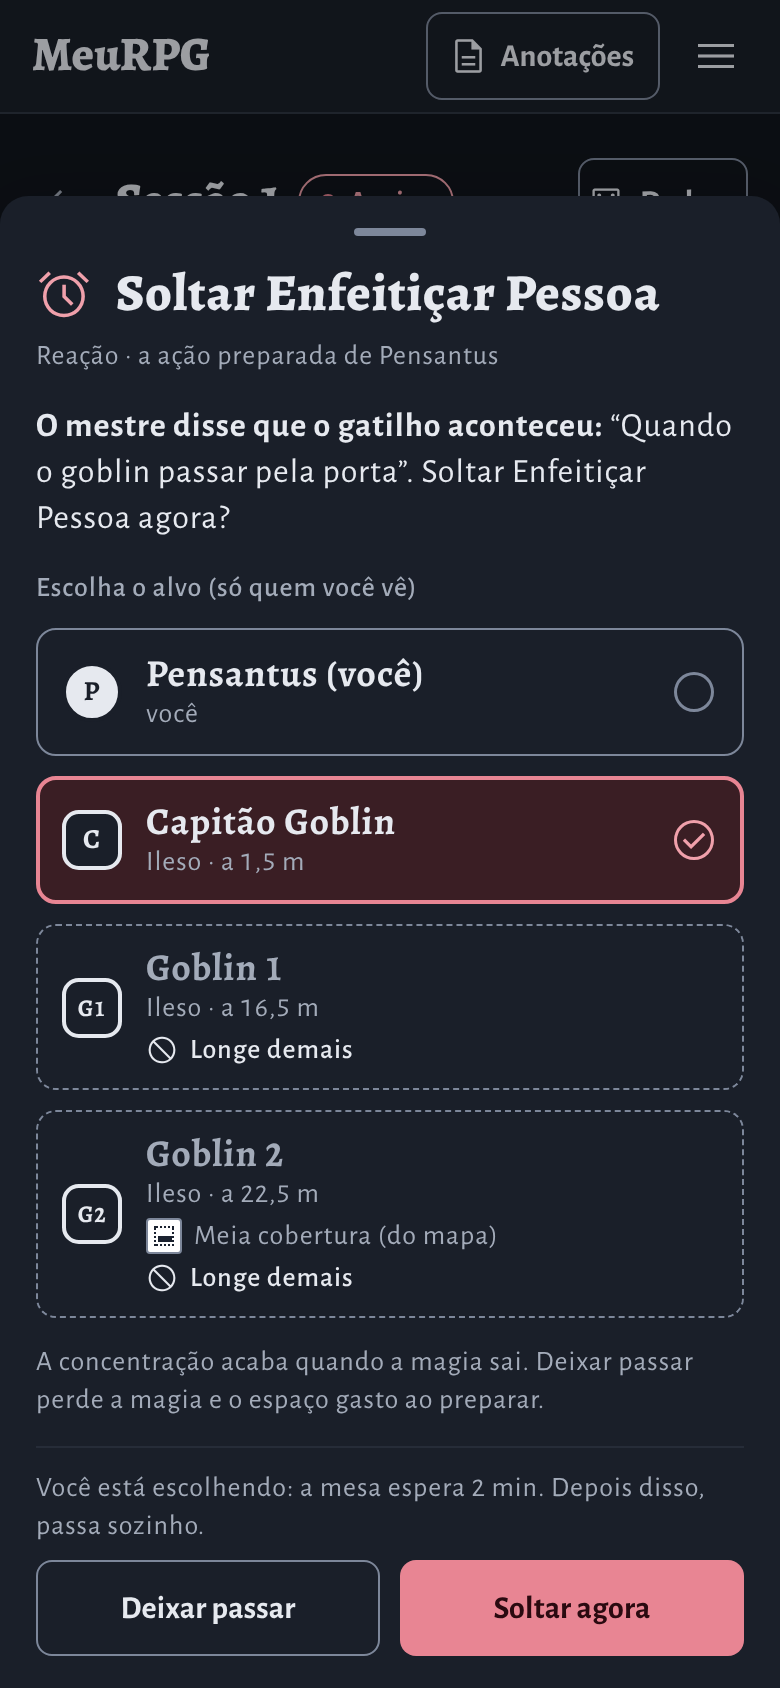 MeuRPG
Anotações
Sessão 1
Soltar Enfeitiçar Pessoa
Reação · a ação preparada de Pensantus
O mestre disse que o gatilho aconteceu: “Quando
o goblin passar pela porta”. Soltar Enfeitiçar
Pessoa agora?
Escolha o alvo (só quem você vê)
P
Pensantus (você)
você
C
Capitão Goblin
Ileso · a 1,5 m
G1
Goblin 1
Ileso · a 16,5 m
Longe demais
G2
Goblin 2
Ileso · a 22,5 m
Meia cobertura (do mapa)
Longe demais
A concentração acaba quando a magia sai. Deixar passar
perde a magia e o espaço gasto ao preparar.
Você está escolhendo: a mesa espera 2 min. Depois disso,
passa sozinho.
Deixar passar
Soltar agora